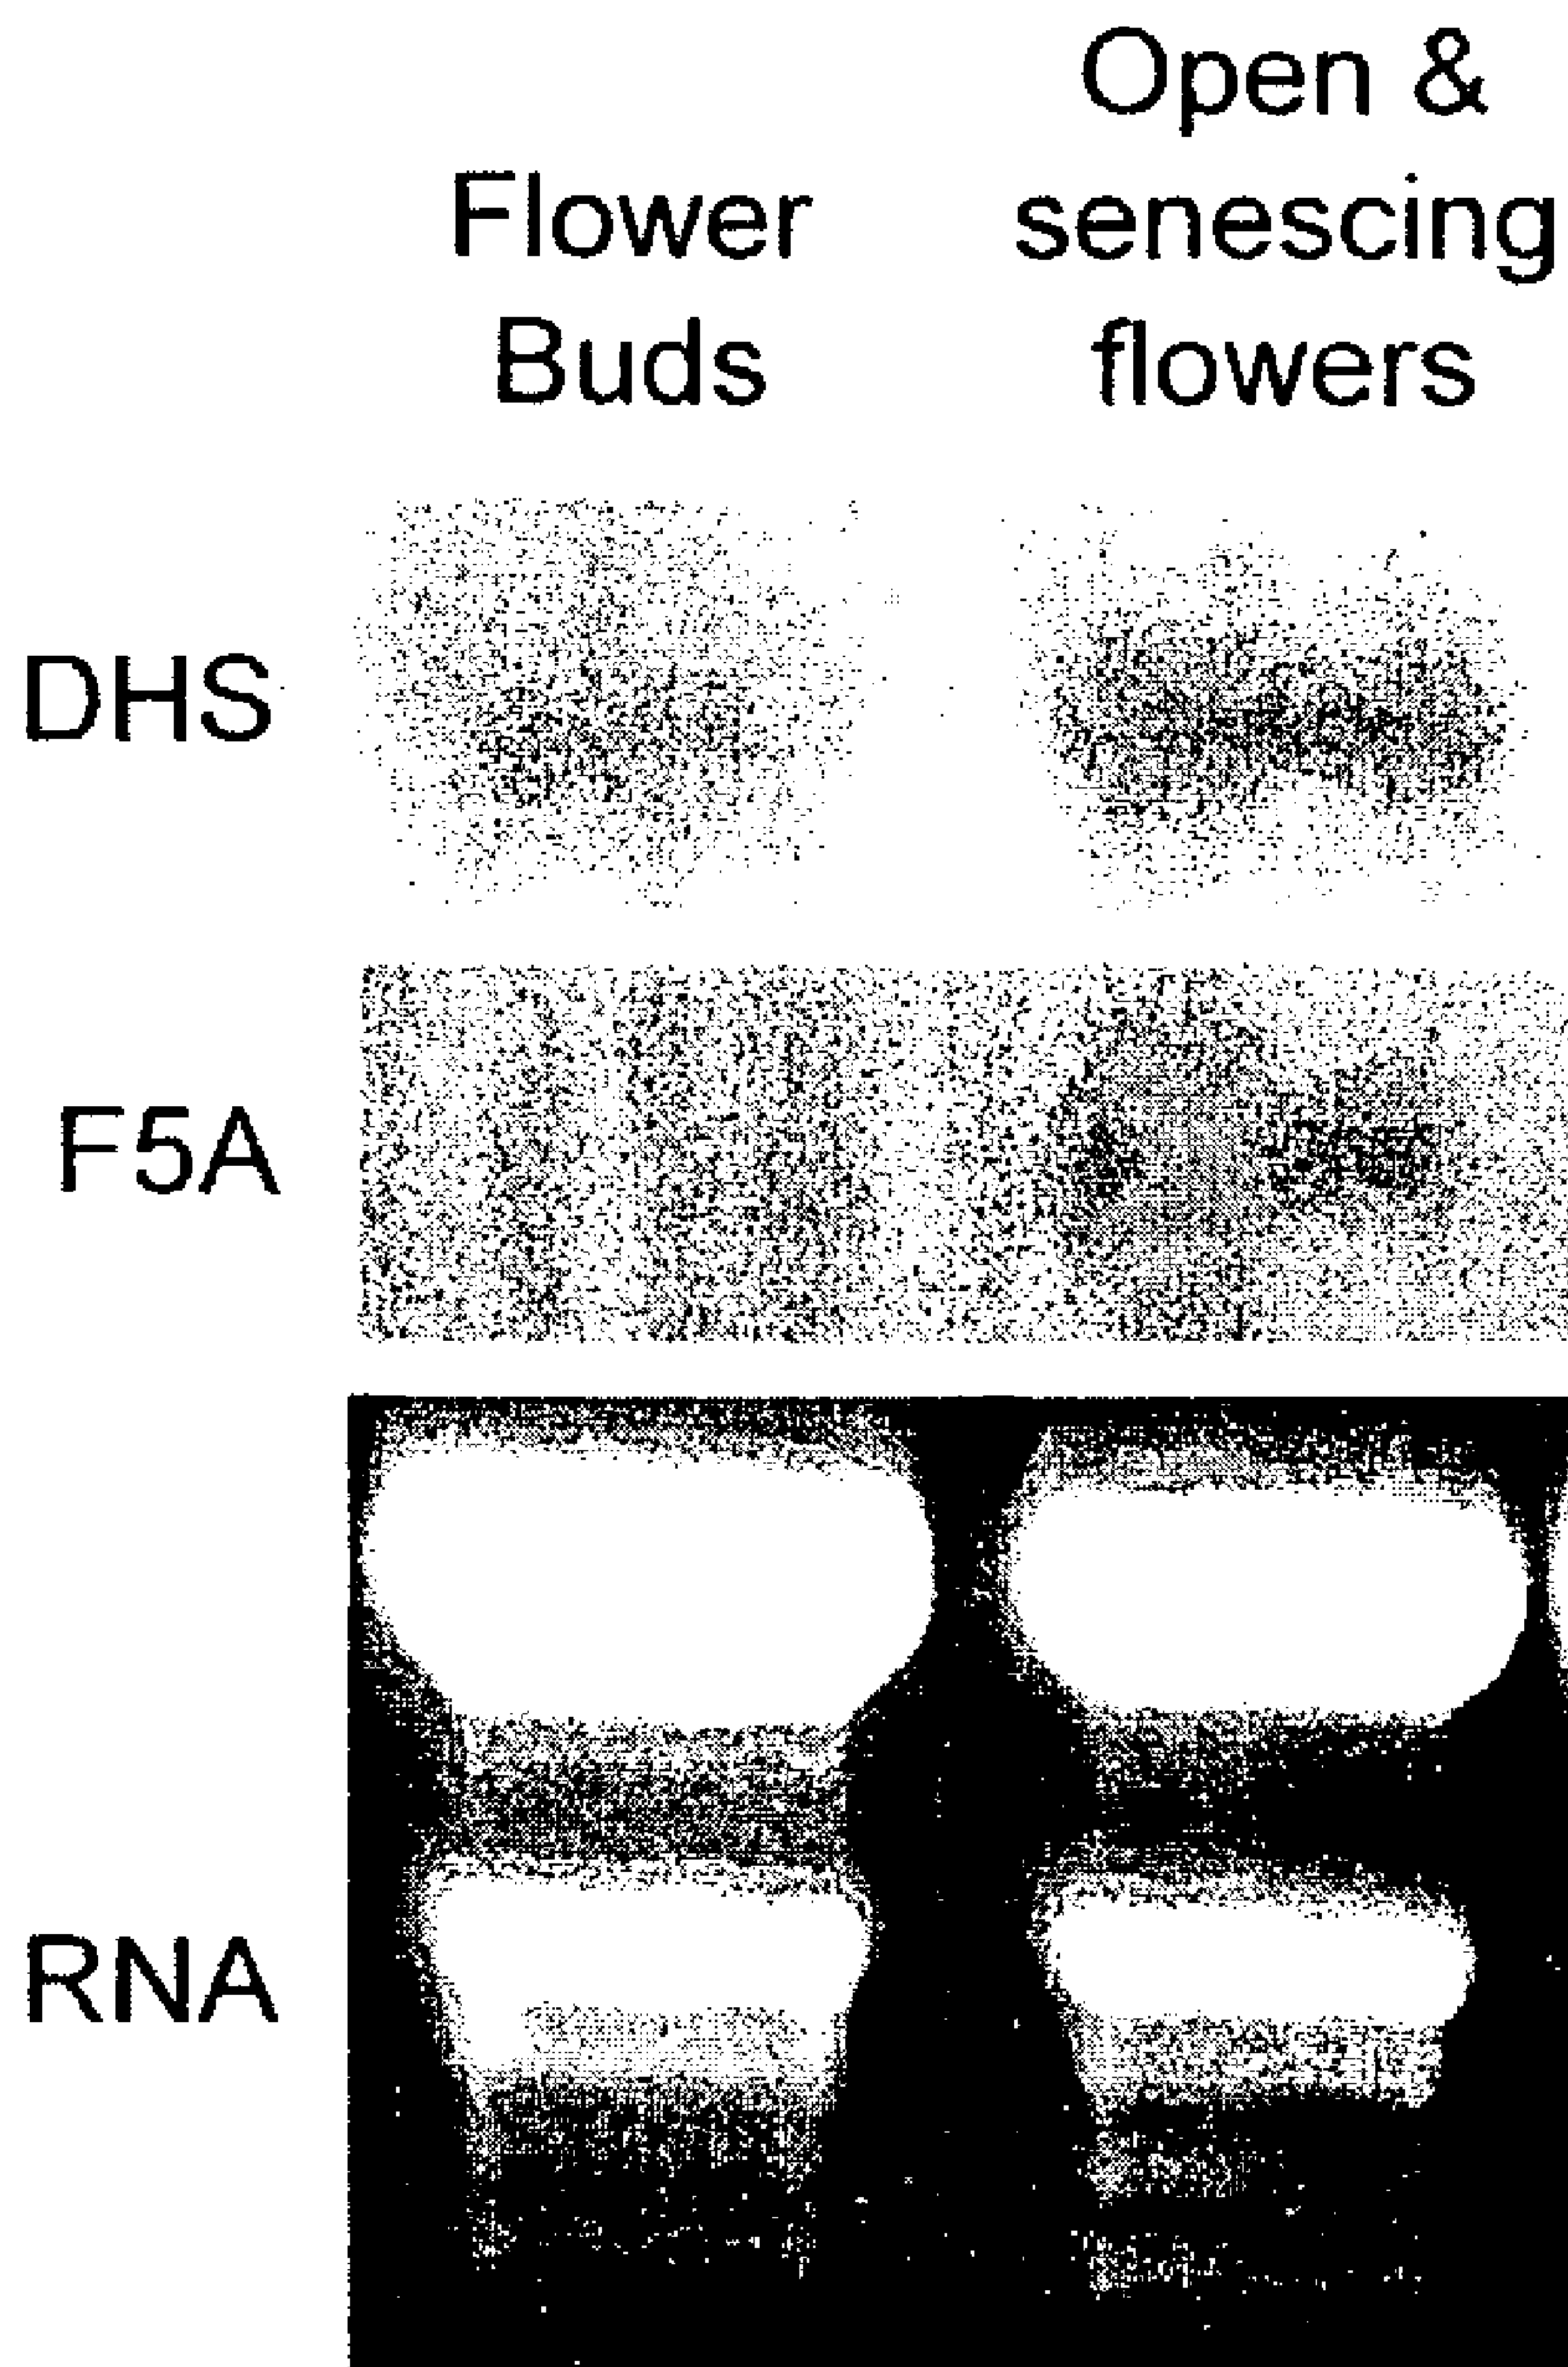 Open &
senescing
flowers
Flower
Buds
DHS
F5A
RNA